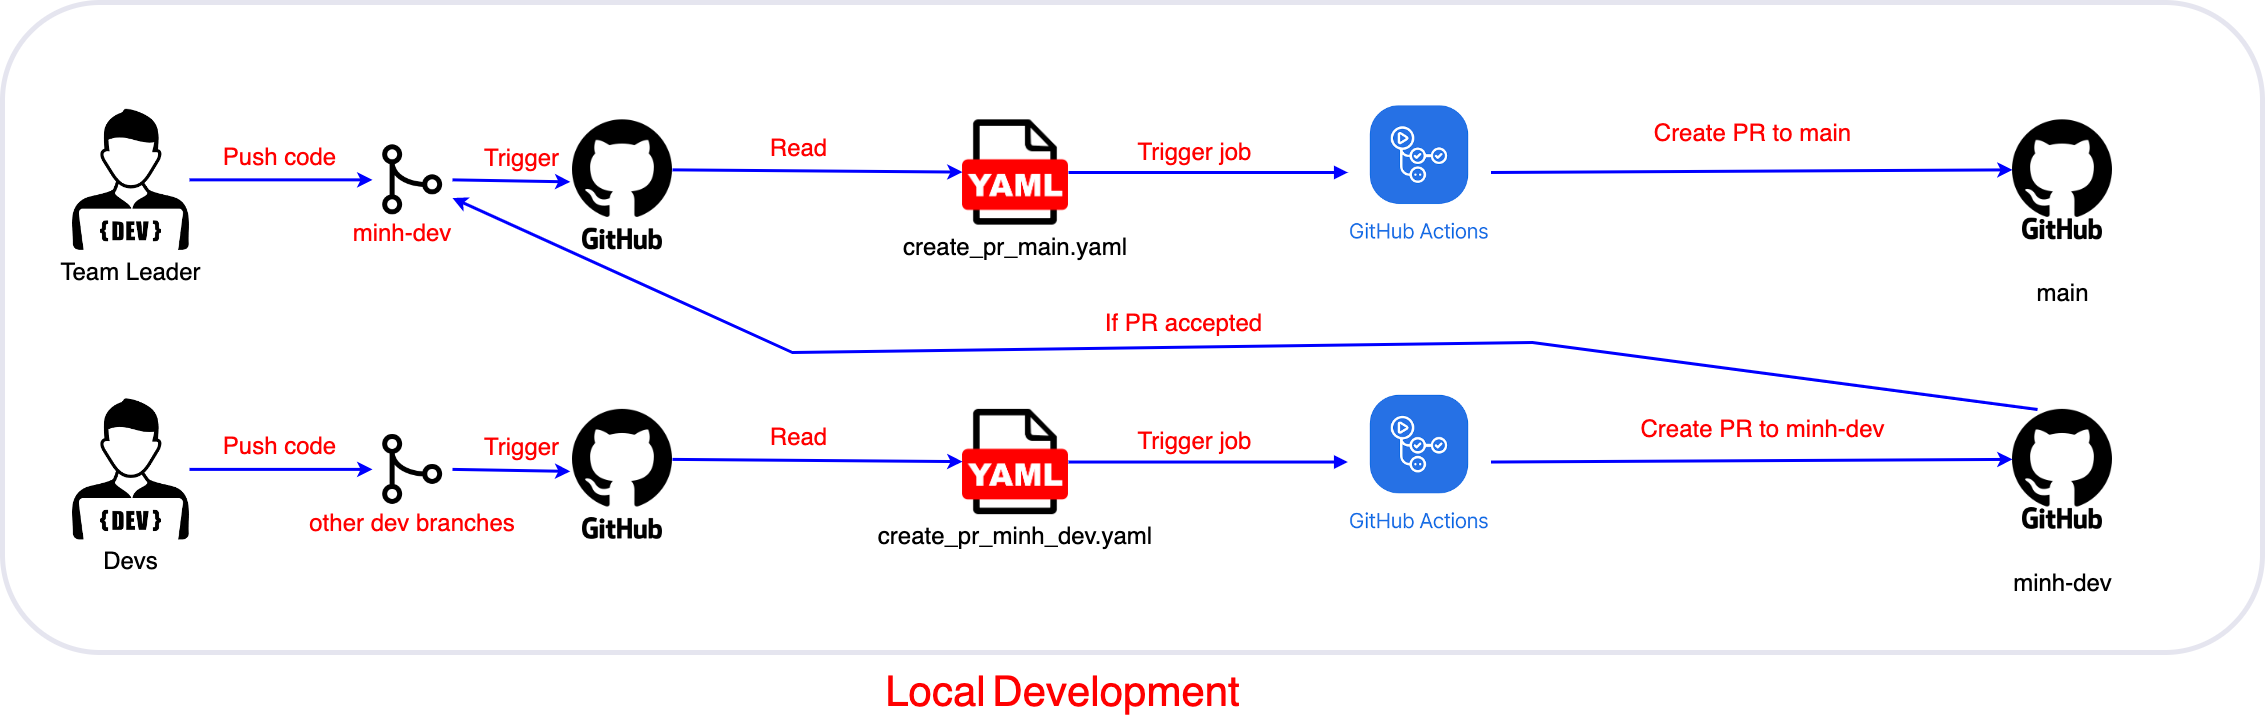 Push code
Trigger
Read
Trigger job
Create PR to main
{DEV}
minh-dev
GitHub
YAML
create_pr_main.yaml
GitHub Actions
GitHub
Team Leader
main
If PR accepted
Push code
Trigger
Read
Trigger job
Create PR to minh-dev
{DEV}
other dev branches
GitHub
YAML
create_pr_minh_dev.yaml
GitHub Actions
GitHub
Devs
minh-dev
Local Development